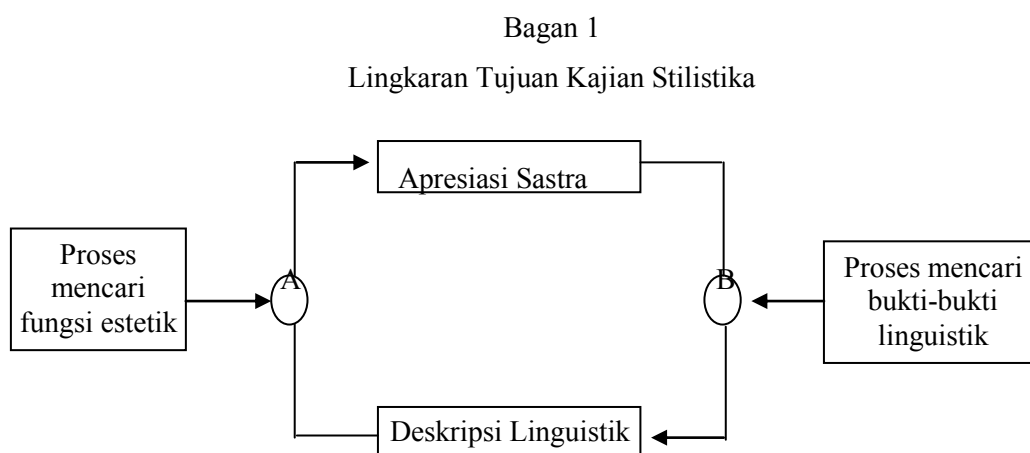 Bagan 1
Lingkaran Tujuan Kajian Stilistika
Apresiasi Sastra
Proses
mencari
fungsi estetik
A
B
Proses mencari
bukti-bukti
linguistik
Deskripsi Linguistik